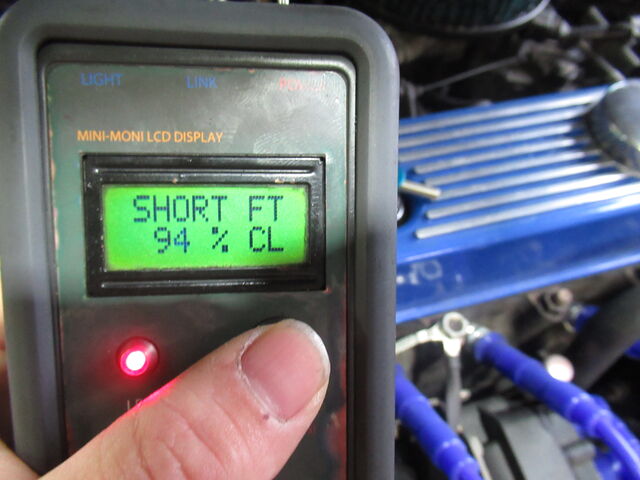 LIGHT LINK
MINI-MONI LCD DISPLAY
SHORT FT
94 % CL